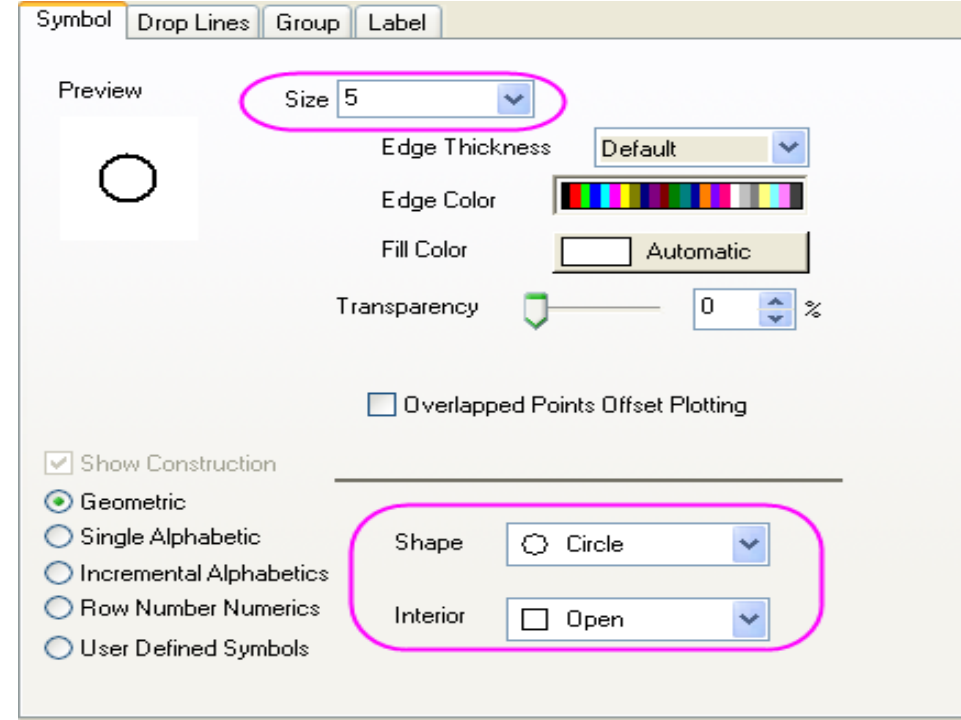 Symbol Drop Lines Group Label
Preview
Size 5
Edge Thickness Default
Edge Color
Fill Color Automatic
Transparency 0 %
Overlapped Points Offset Plotting
Show Construction
Geometric
Single Alphabetic
Incremental Alphabetics
Row Number Numerics
User Defined Symbols
Shape Circle
Interior Open